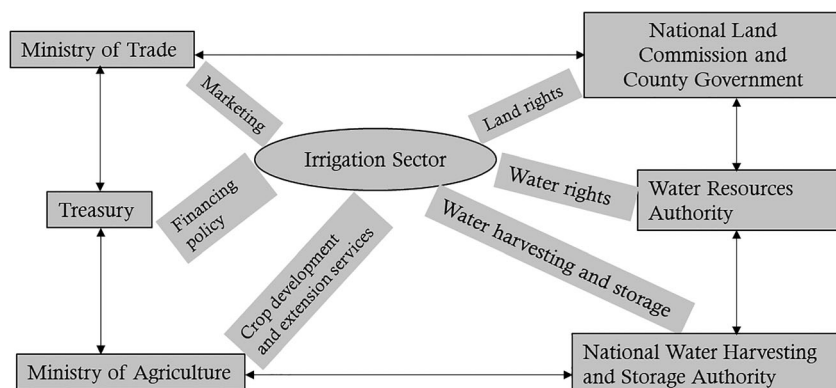 Ministry of Trade
National Land
Commission and
County Government
Marketing
Land rights
Irrigation Sector
Treasury
Financing
policy
Water rights
Water Resources
Authority
Crop development
and extension services
Water harvesting and storage
Ministry of Agriculture
National Water Harvesting
and Storage Authority